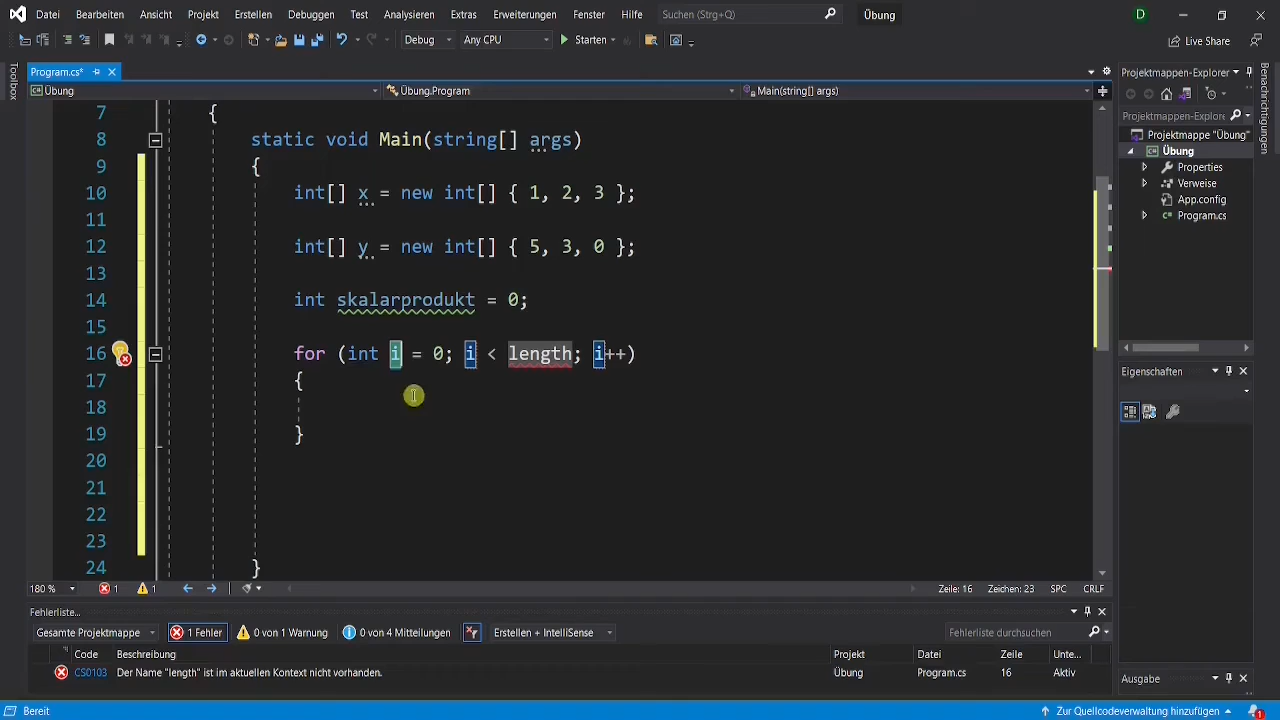 Datei Bearbeiten Ansicht Projekt Erstellen Debuggen Test Analysieren Extras Erweiterungen Fenster Hilfe Suchen (Strg+Q) Übung D
Debug Any CPU Starten Live Share
Toolbox
Program.cs*
Übung Übung.Program Main(string[] args)
7 {
8 static void Main(string[] args)
9 {
10 int[] x = new int[] { 1, 2, 3 };
11
12 int[] y = new int[] { 5, 3, 0 };
13
14 int skalarprodukt = 0;
15
16 for (int i = 0; i < length; i++)
17 {
18
19 }
20
21
22
23
24 }
180 % 1 1 Zeile: 16 Zeichen: 23 SPC CRLF
Projektmappen-Explorer
Projektmappen-Explorer
Projektmappe "Übung"
Übung
Properties
Verweise
App.config
Program.cs
Eigenschaften
Benachrichtigungen
Fehlerliste...
Gesamte Projektmappe 1 Fehler 0 von 1 Warnung 0 von 4 Mitteilungen Erstellen + IntelliSense Fehlerliste durchsuchen
Code Beschreibung Projekt Datei Zeile Unte...
CS0103 Der Name "length" ist im aktuellen Kontext nicht vorhanden. Übung Program.cs 16 Aktiv
Ausgabe
Bereit Zur Quellcodeverwaltung hinzufügen 1